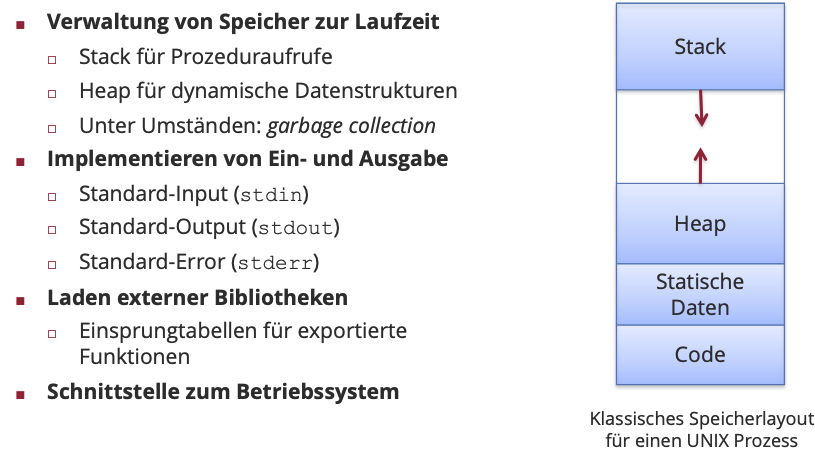 Verwaltung von Speicher zur Laufzeit
Stack für Prozeduraufrufe
Heap für dynamische Datenstrukturen
Unter Umständen: garbage collection
Implementieren von Ein- und Ausgabe
Standard-Input (stdin)
Standard-Output (stdout)
Standard-Error (stderr)
Laden externer Bibliotheken
Einsprungtabellen für exportierte
Funktionen
Schnittstelle zum Betriebssystem
Stack
Heap
Statische
Daten
Code
Klassisches Speicherlayout
für einen UNIX Prozess